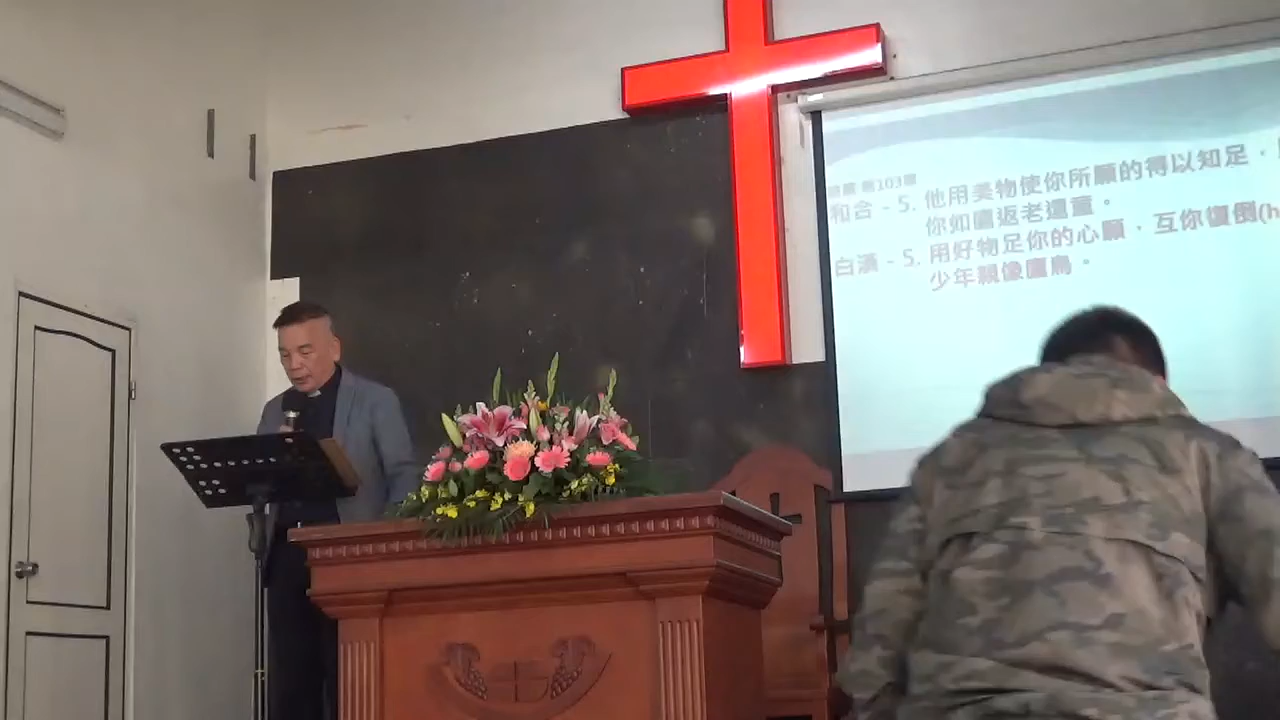 詩篇 第103章
和合 - 5. 他用美物使你所願的得以知足，
你如鷹返老還童。
白漢 - 5. 用好物足你的心願，互你復倒(h
少年親像鷹鳥。